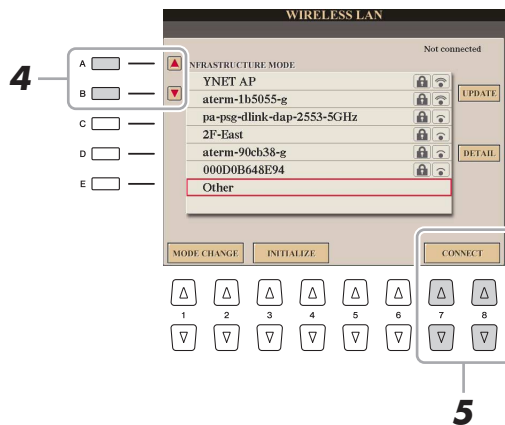 WIRELESS LAN
Not connected
4
A
NFRASTRUCTURE MODE
YNET AP
B
aterm-1b5055-g
UPDATE
C
pa-psg-dlink-dap-2553-5GHz
2F-East
D
aterm-90cb38-g
DETAIL
000D0B648E94
E
Other
MODE CHANGE
INITIALIZE
CONNECT
1 2 3 4 5 6 7 8
5